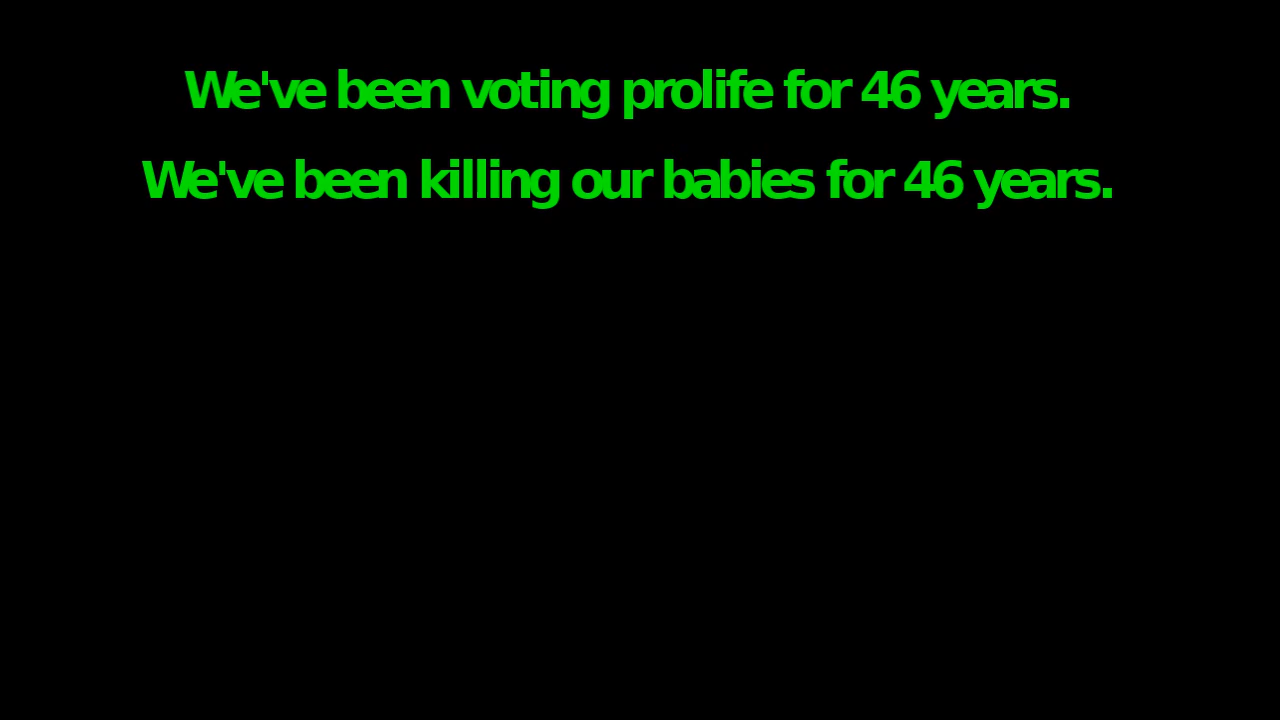 We've been voting prolife for 46 years.
We've been killing our babies for 46 years.